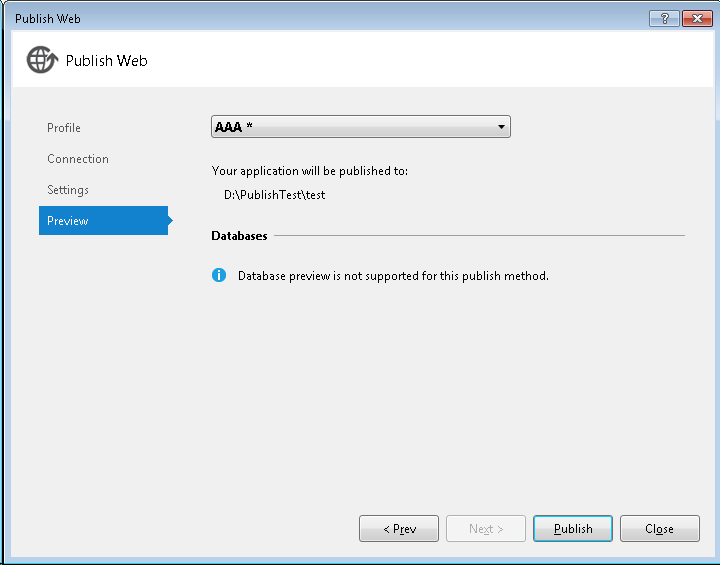 Publish Web
Publish Web
Profile
Connection
Settings
Preview
AAA *
Your application will be published to:
D:\PublishTest\test
Databases
Database preview is not supported for this publish method.
< Prev
Next >
Publish
Close